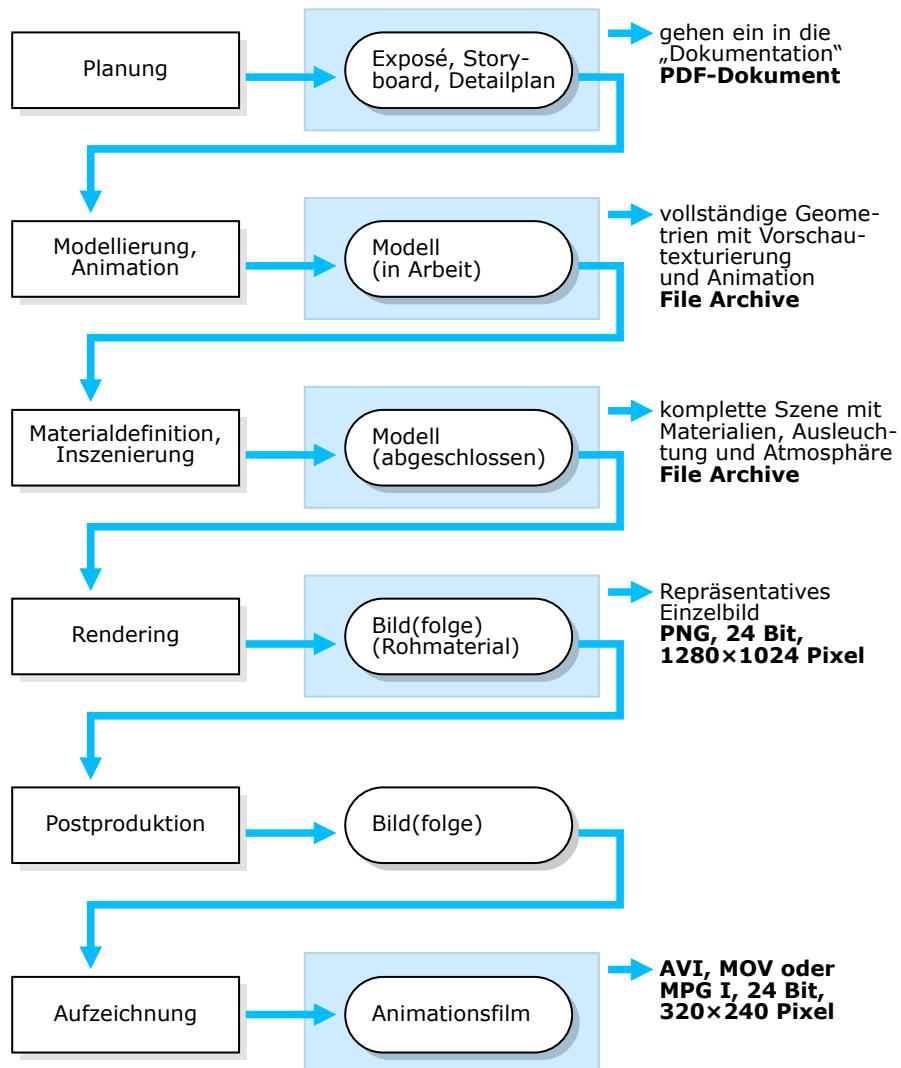 Planung
Exposé, Story-
board, Detailplan
gehen ein in die
„Dokumentation“
PDF-Dokument
Modellierung,
Animation
Modell
(in Arbeit)
vollständige Geome-
trien mit Vorschau-
texturierung
und Animation
File Archive
Materialdefinition,
Inszenierung
Modell
(abgeschlossen)
komplette Szene mit
Materialien, Ausleuch-
tung und Atmosphäre
File Archive
Rendering
Bild(folge)
(Rohmaterial)
Repräsentatives
Einzelbild
PNG, 24 Bit,
1280×1024 Pixel
Postproduktion
Bild(folge)
Aufzeichnung
Animationsfilm
AVI, MOV oder
MPG I, 24 Bit,
320×240 Pixel